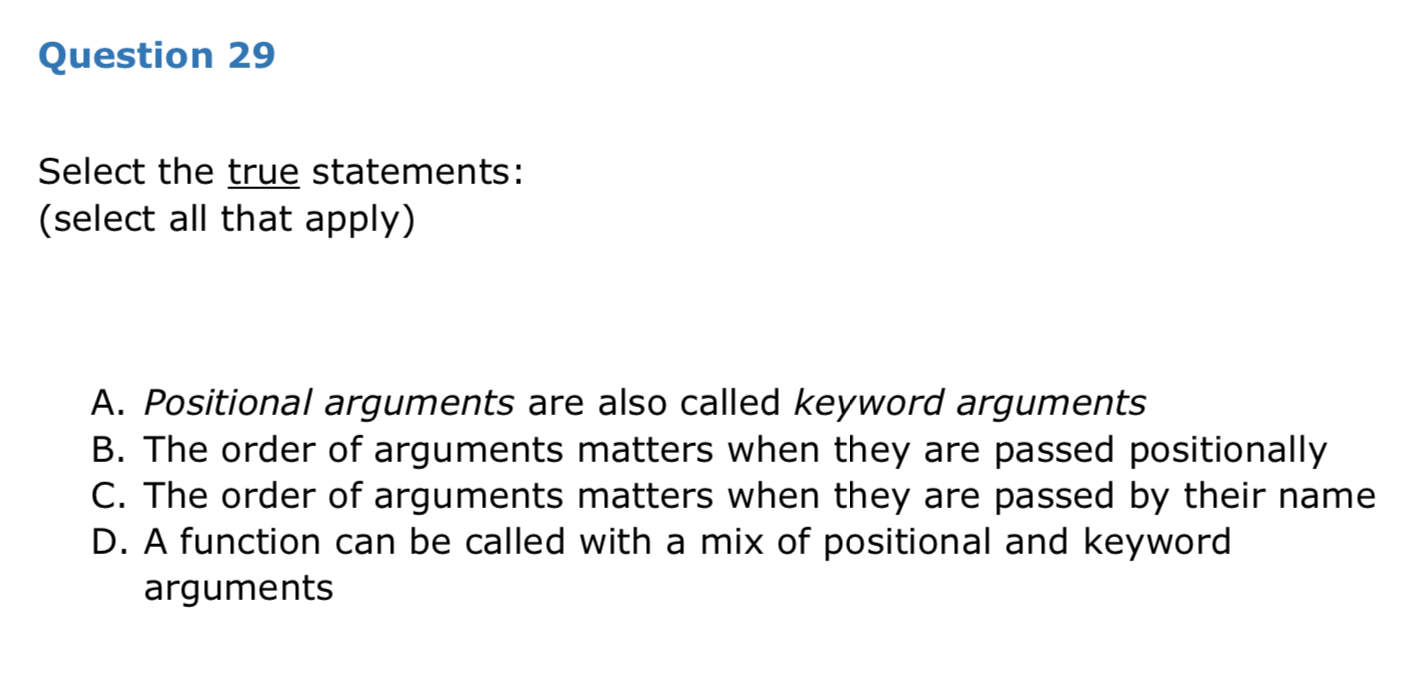 Question 29
Select the true statements:
(select all that apply)
A. Positional arguments are also called keyword arguments
B. The order of arguments matters when they are passed positionally
C. The order of arguments matters when they are passed by their name
D. A function can be called with a mix of positional and keyword
arguments